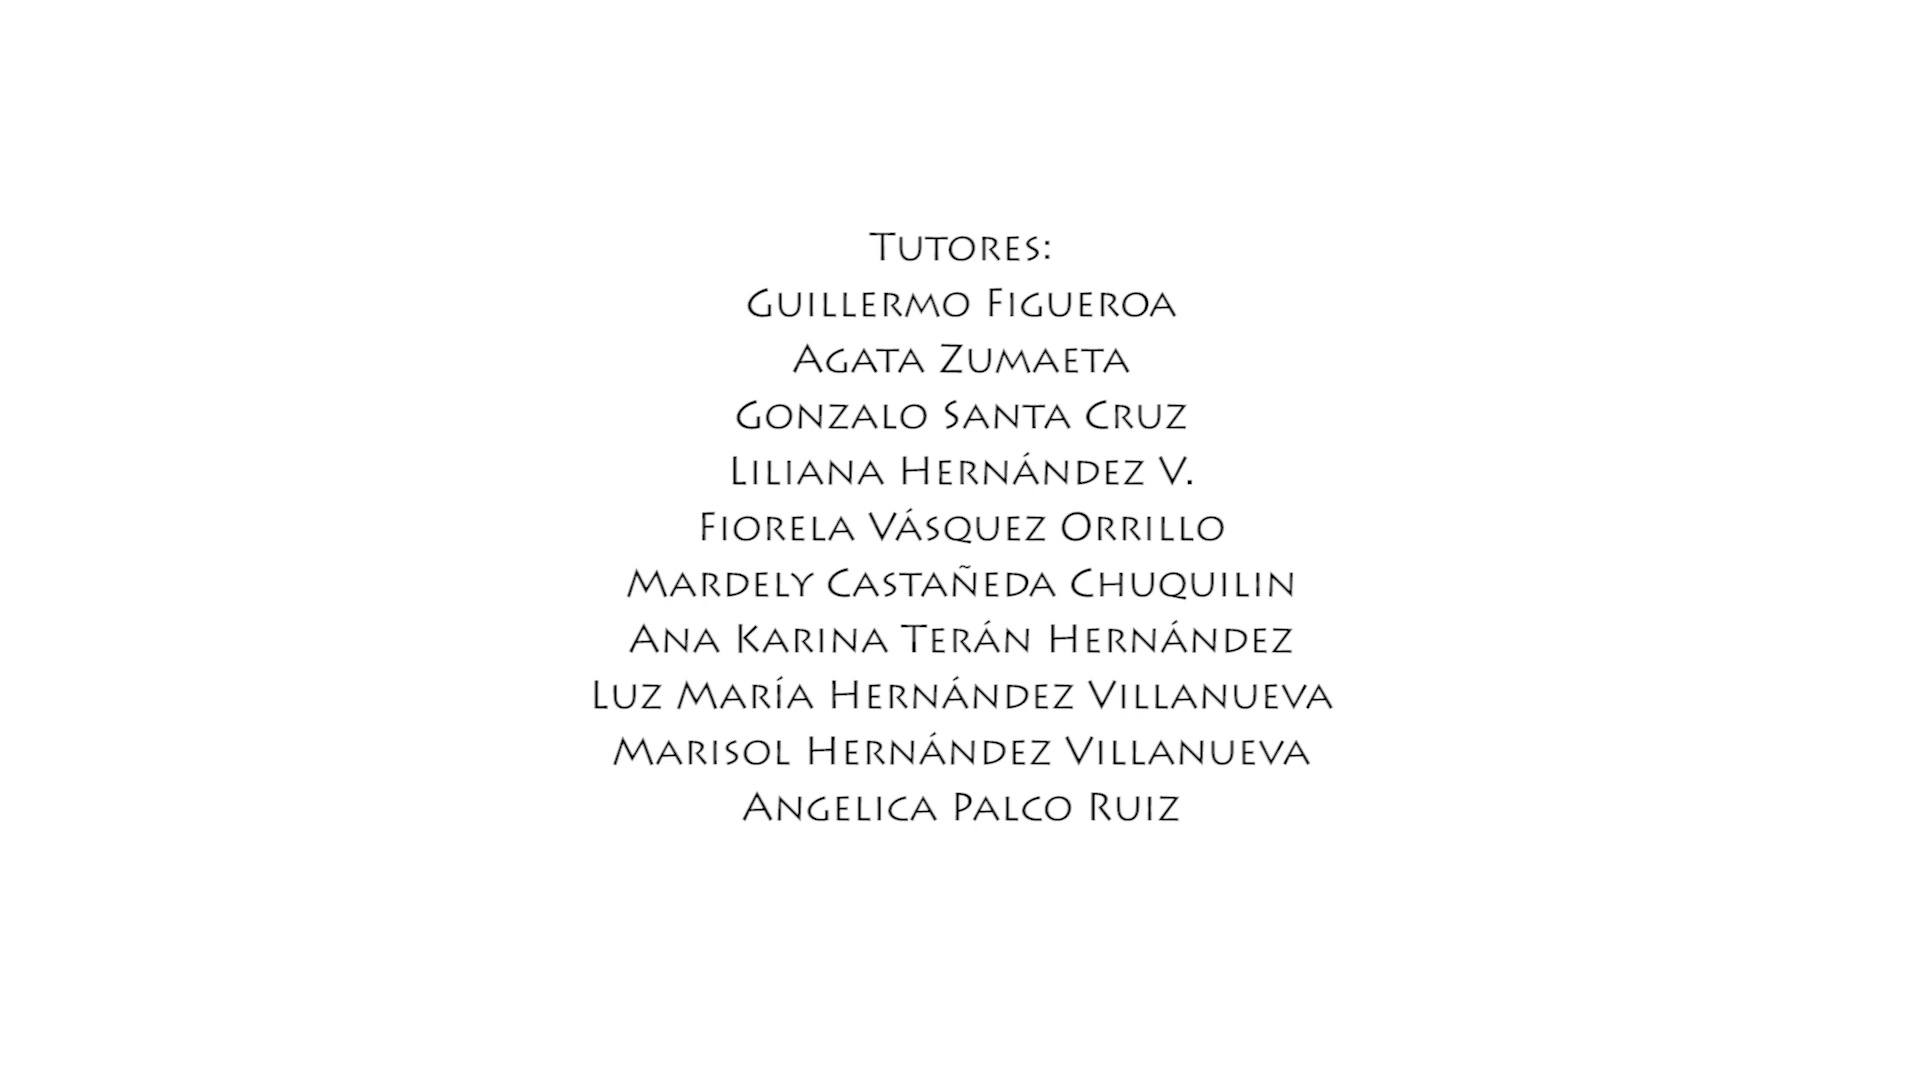 Tutores:
Guillermo Figueroa
Agata Zumaeta
Gonzalo Santa Cruz
Liliana Hernández V.
Fiorela Vásquez Orrillo
Mardely Castañeda Chuquilin
Ana Karina Terán Hernández
Luz María Hernández Villanueva
Marisol Hernández Villanueva
Angelica Palco Ruiz